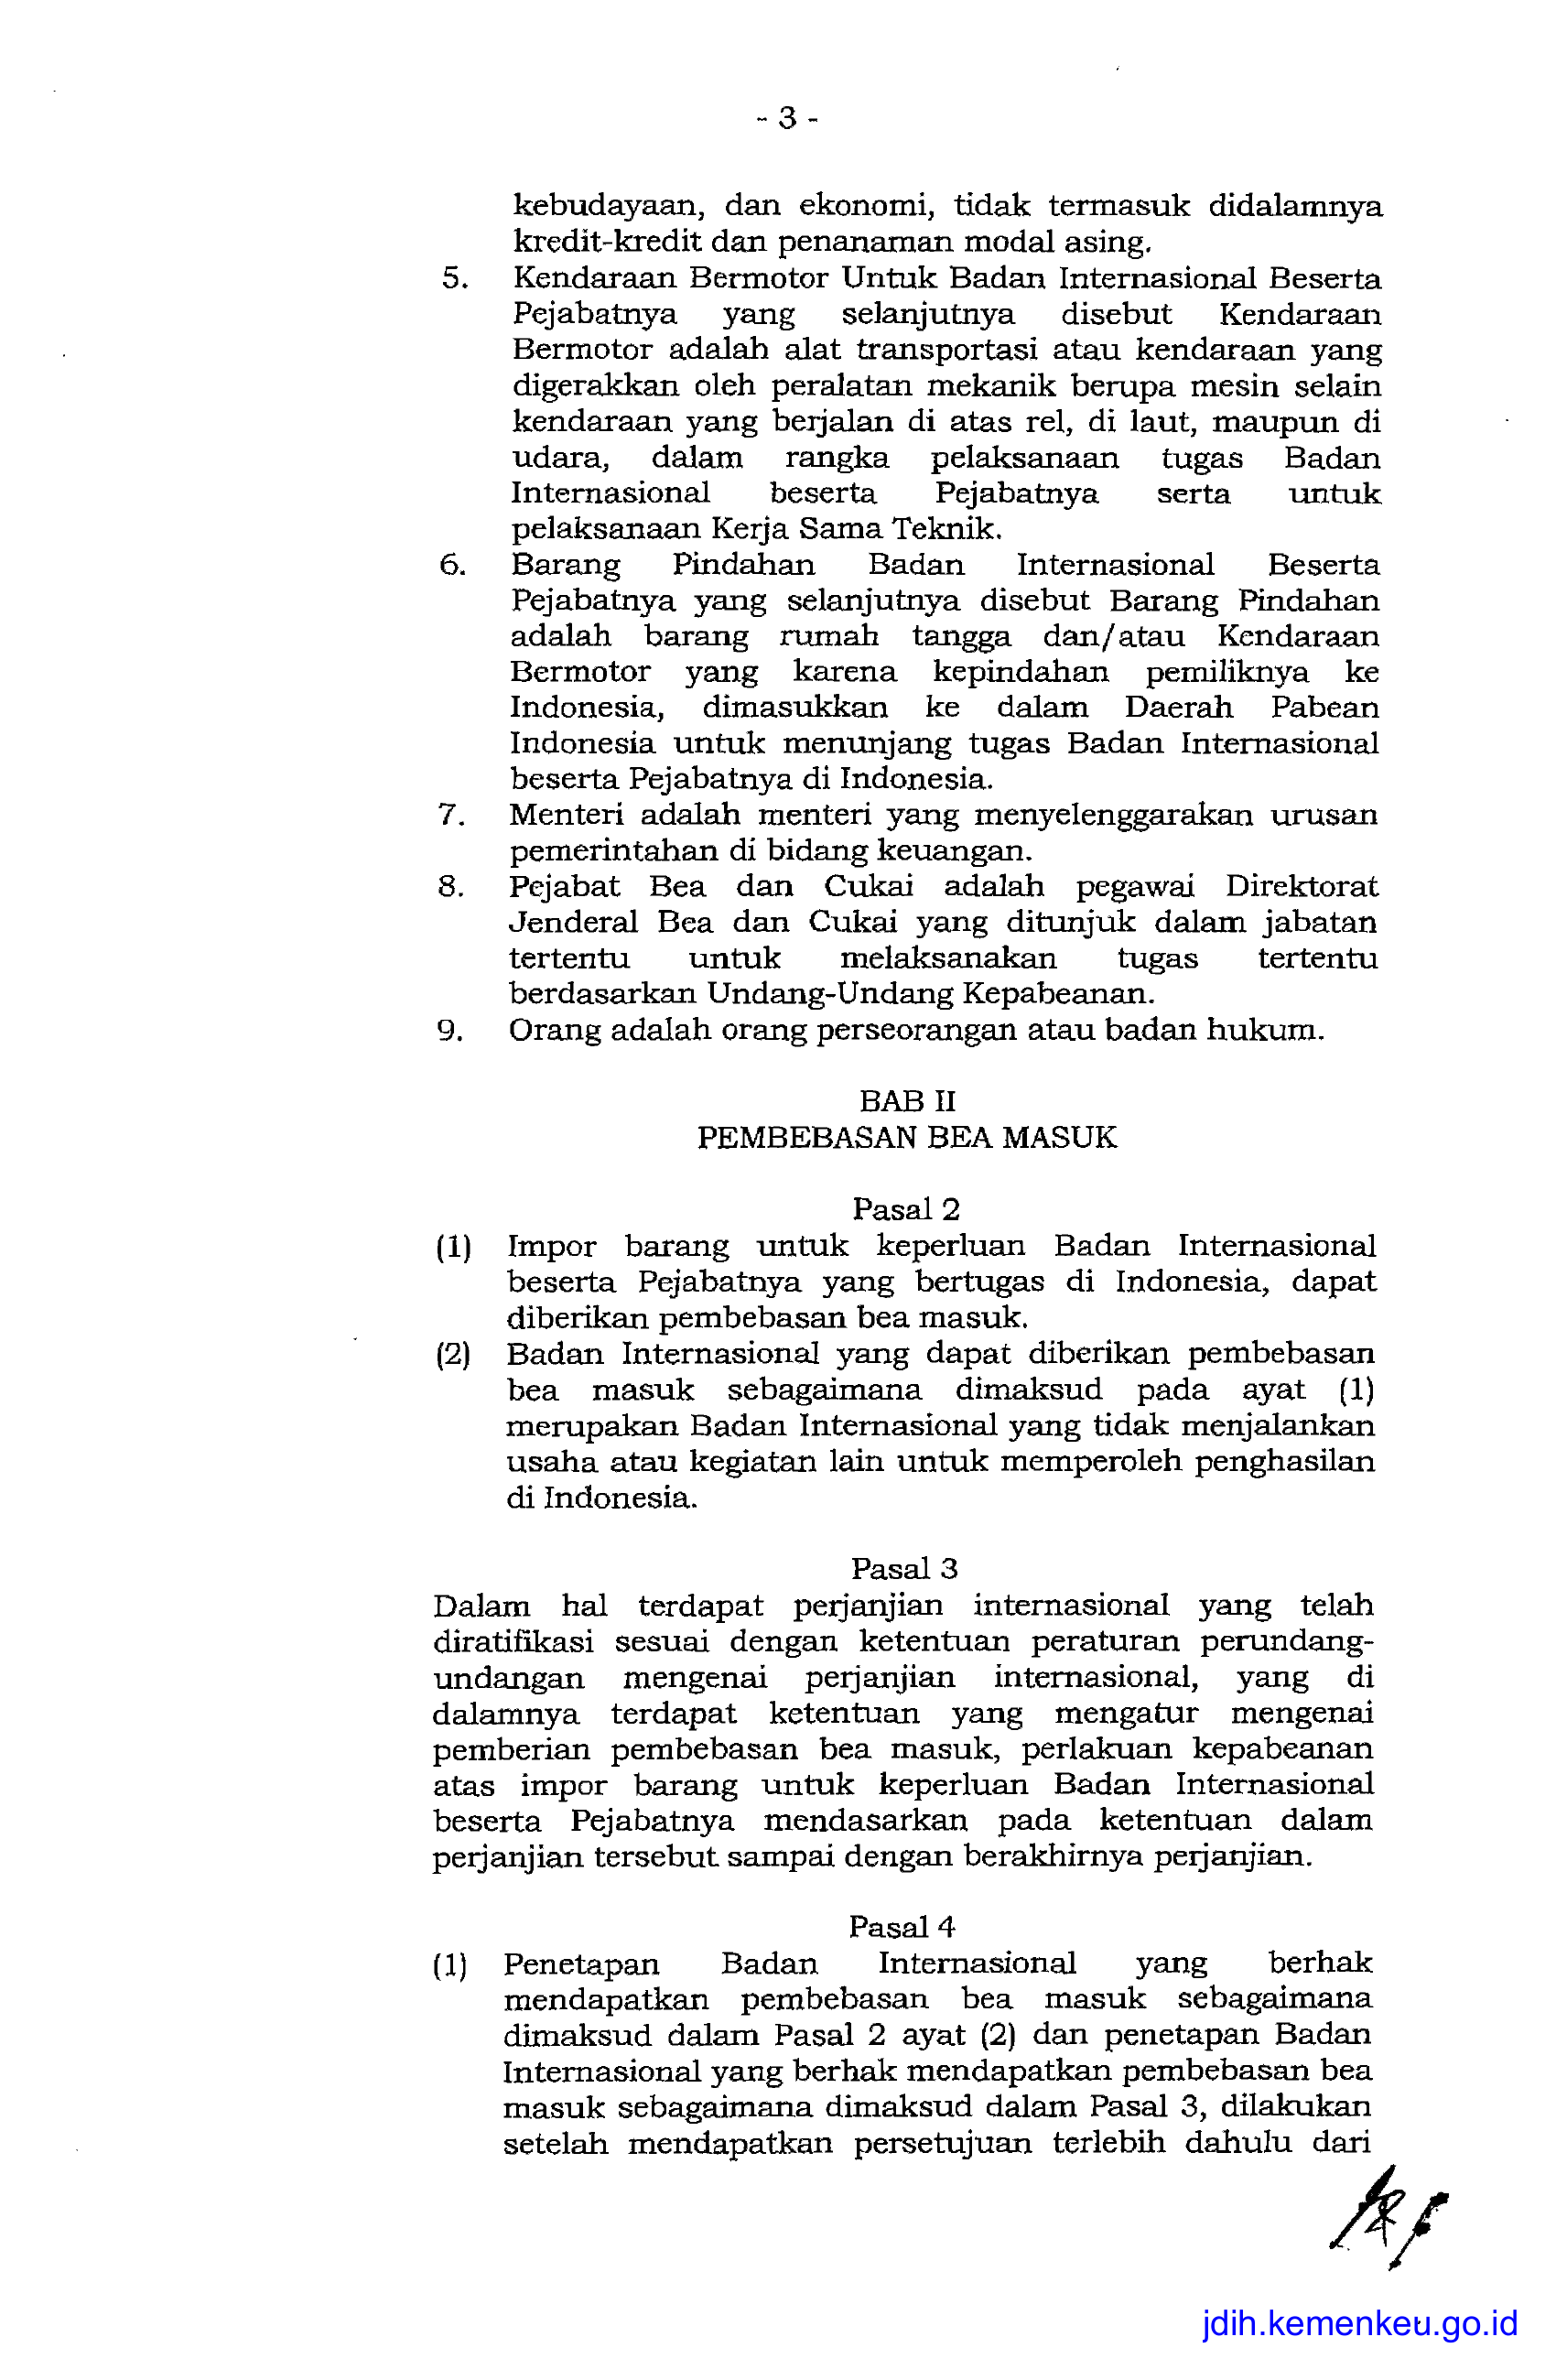 - 3 -
kebudayaan, dan ekonomi, tidak termasuk didalamnya
kredit-kredit dan penanaman modal asing.
5. Kendaraan Bermotor Untuk Badan Internasional Beserta
Pejabatnya yang selanjutnya disebut Kendaraan
Bermotor adalah alat transportasi atau kendaraan yang
digerakkan oleh peralatan mekanik berupa mesin selain
kendaraan yang berjalan di atas rel, di laut, maupun di
udara, dalam rangka pelaksanaan tugas Badan
Internasional beserta Pejabatnya serta untuk
pelaksanaan Kerja Sama Teknik.
6. Barang Pindahan Badan Internasional Beserta
Pejabatnya yang selanjutnya disebut Barang Pindahan
adalah barang rumah tangga dan/atau Kendaraan
Bermotor yang karena kepindahan pemiliknya ke
Indonesia, dimasukkan ke dalam Daerah Pabean
Indonesia untuk menunjang tugas Badan Internasional
beserta Pejabatnya di Indonesia.
7. Menteri adalah menteri yang menyelenggarakan urusan
pemerintahan di bidang keuangan.
8. Pejabat Bea dan Cukai adalah pegawai Direktorat
Jenderal Bea dan Cukai yang ditunjuk dalam jabatan
tertentu untuk melaksanakan tugas tertentu
berdasarkan Undang-Undang Kepabeanan.
9. Orang adalah orang perseorangan atau badan hukum.
BAB II
PEMBEBASAN BEA MASUK
Pasal 2
(1) Impor barang untuk keperluan Badan Internasional
beserta Pejabatnya yang bertugas di Indonesia, dapat
diberikan pembebasan bea masuk.
(2) Badan Internasional yang dapat diberikan pembebasan
bea masuk sebagaimana dimaksud pada ayat (1)
merupakan Badan Internasional yang tidak menjalankan
usaha atau kegiatan lain untuk memperoleh penghasilan
di Indonesia.
Pasal 3
Dalam hal terdapat perjanjian internasional yang telah
diratifikasi sesuai dengan ketentuan peraturan perundang-
undangan mengenai perjanjian internasional, yang di
dalamnya terdapat ketentuan yang mengatur mengenai
pemberian pembebasan bea masuk, perlakuan kepabeanan
atas impor barang untuk keperluan Badan Internasional
beserta Pejabatnya mendasarkan pada ketentuan dalam
perjanjian tersebut sampai dengan berakhirnya perjanjian.
Pasal 4
(1) Penetapan Badan Internasional yang berhak
mendapatkan pembebasan bea masuk sebagaimana
dimaksud dalam Pasal 2 ayat (2) dan penetapan Badan
Internasional yang berhak mendapatkan pembebasan bea
masuk sebagaimana dimaksud dalam Pasal 3, dilakukan
setelah mendapatkan persetujuan terlebih dahulu dari
jdih.kemenkeu.go.id